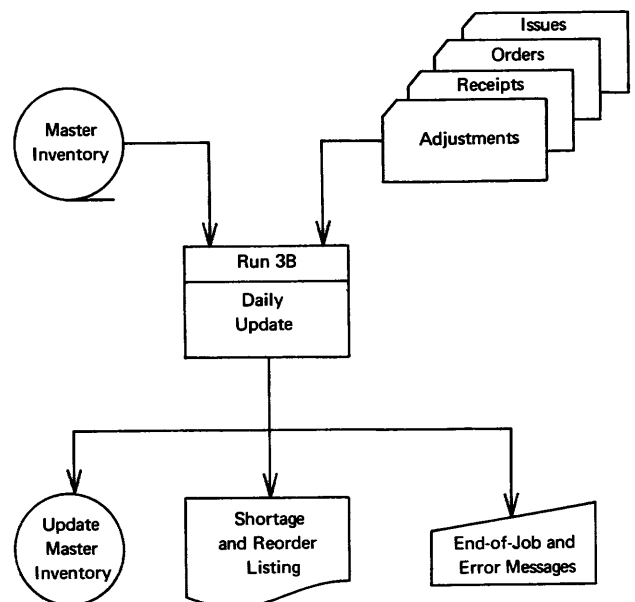 Issues
Orders
Receipts
Adjustments
Master
Inventory
Run 3B
Daily
Update
Update
Master
Inventory
Shortage
and Reorder
Listing
End-of-Job and
Error Messages